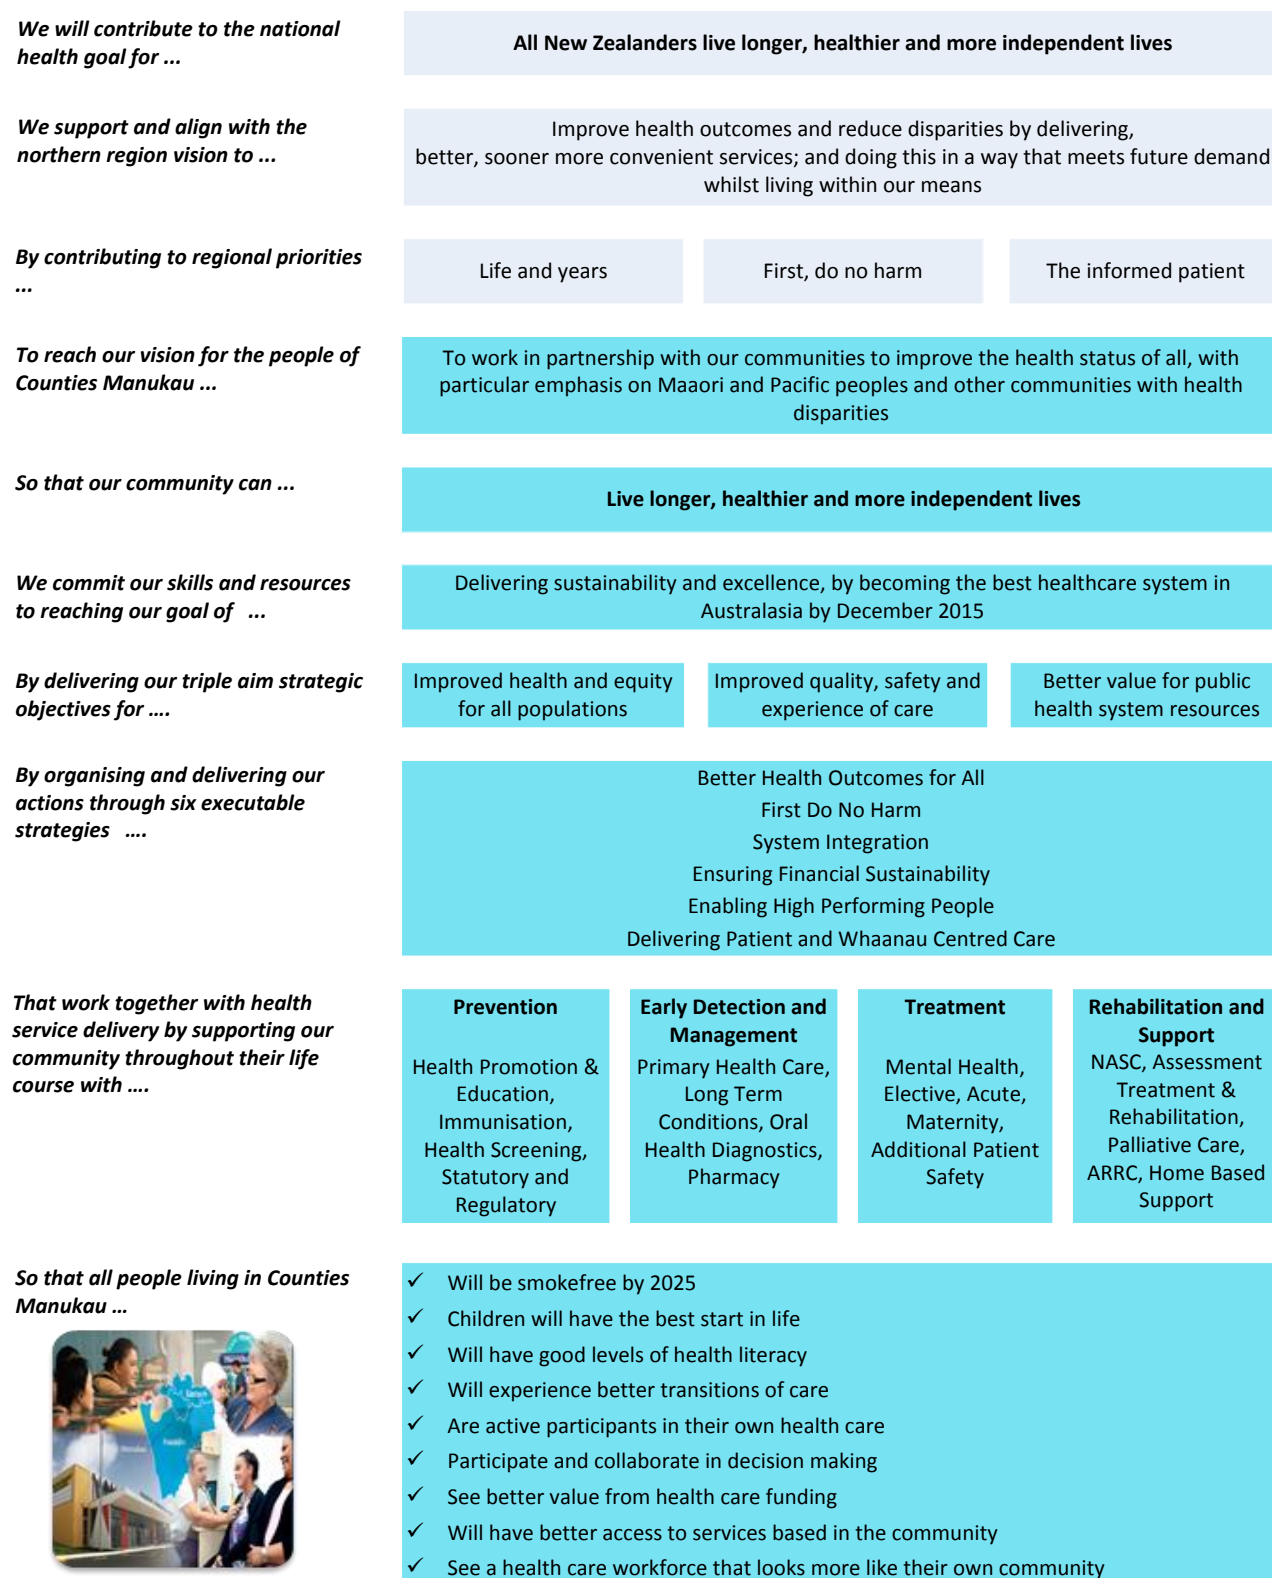 We will contribute to the national
health goal for ...
All New Zealanders live longer, healthier and more independent lives
We support and align with the
northern region vision to ...
Improve health outcomes and reduce disparities by delivering,
better, sooner more convenient services; and doing this in a way that meets future demand
whilst living within our means
By contributing to regional priorities
...
Life and years
First, do no harm
The informed patient
To reach our vision for the people of
Counties Manukau ...
To work in partnership with our communities to improve the health status of all, with
particular emphasis on Maaori and Pacific peoples and other communities with health
disparities
So that our community can ...
Live longer, healthier and more independent lives
We commit our skills and resources
to reaching our goal of ...
Delivering sustainability and excellence, by becoming the best healthcare system in
Australasia by December 2015
By delivering our triple aim strategic
objectives for ....
Improved health and equity
for all populations
Improved quality, safety and
experience of care
Better value for public
health system resources
By organising and delivering our
actions through six executable
strategies ....
Better Health Outcomes for All
First Do No Harm
System Integration
Ensuring Financial Sustainability
Enabling High Performing People
Delivering Patient and Whaanau Centred Care
That work together with health
service delivery by supporting our
community throughout their life
course with ....
Prevention
Health Promotion &
Education,
Immunisation,
Health Screening,
Statutory and
Regulatory
Early Detection and
Management
Primary Health Care,
Long Term
Conditions, Oral
Health Diagnostics,
Pharmacy
Treatment
Mental Health,
Elective, Acute,
Maternity,
Additional Patient
Safety
Rehabilitation and
Support
NASC, Assessment
Treatment &
Rehabilitation,
Palliative Care,
ARRC, Home Based
Support
So that all people living in Counties
Manukau ...
✓ Will be smokefree by 2025
✓ Children will have the best start in life
✓ Will have good levels of health literacy
✓ Will experience better transitions of care
✓ Are active participants in their own health care
✓ Participate and collaborate in decision making
✓ See better value from health care funding
✓ Will have better access to services based in the community
✓ See a health care workforce that looks more like their own community